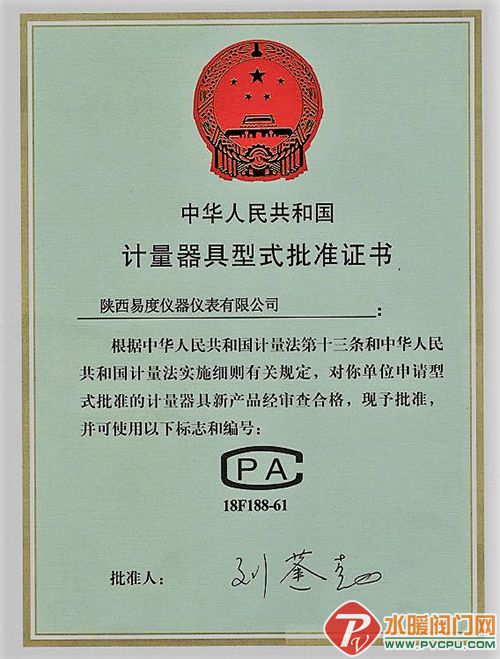 中华人民共和国
计量器具型式批准证书
陕西易度仪器仪表有限公司：
根据中华人民共和国计量法第十三条和中华人民
共和国计量法实施细则有关规定，对你单位申请型
式批准的计量器具新产品经审查合格，现予批准，
并可使用以下标志和编号：
CPA
18F188-61
批准人：
水暖阀门网
WWW.PVCPU.COM